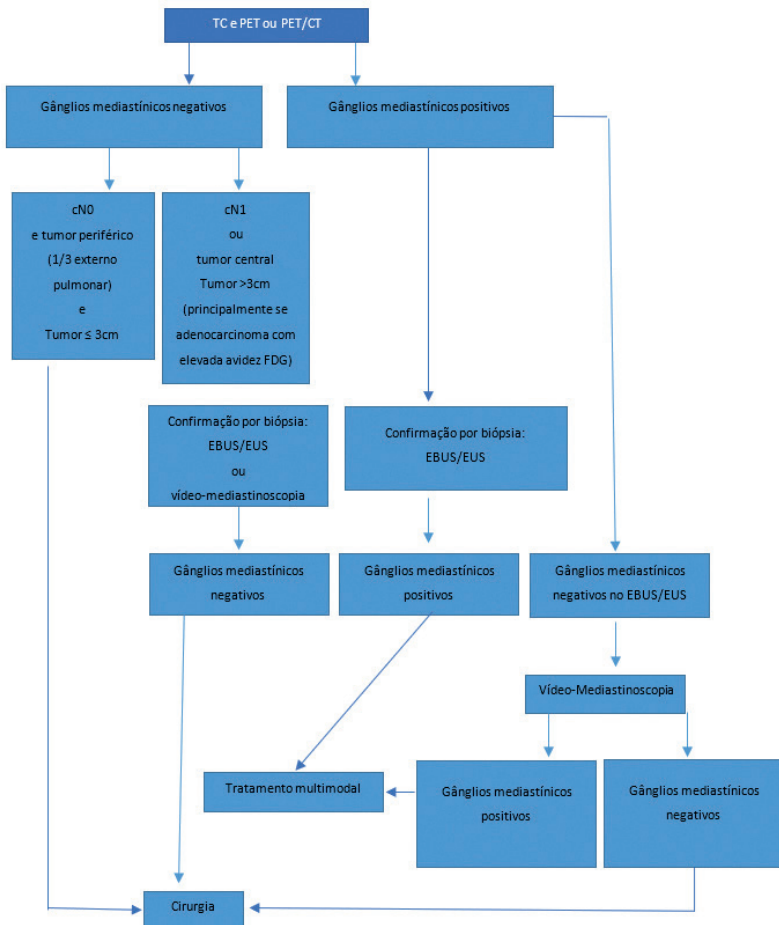 TC e PET ou PET/CT
Gânglios mediastínicos negativos
Gânglios mediastínicos positivos
cN0
e tumor periférico
(1/3 externo
pulmonar)
e
Tumor ≤ 3cm
cN1
ou
tumor central
Tumor >3cm
(principalmente se
adenocarcinoma com
elevada avidez FDG)
Confirmação por biópsia:
EBUS/EUS
ou
vídeo-mediastinoscopia
Confirmação por biópsia:
EBUS/EUS
Gânglios mediastínicos
negativos
Gânglios mediastínicos
positivos
Gânglios mediastínicos
negativos no EBUS/EUS
Vídeo-Mediastinoscopia
Tratamento multimodal
Gânglios mediastínicos
positivos
Gânglios mediastínicos
negativos
Cirurgia